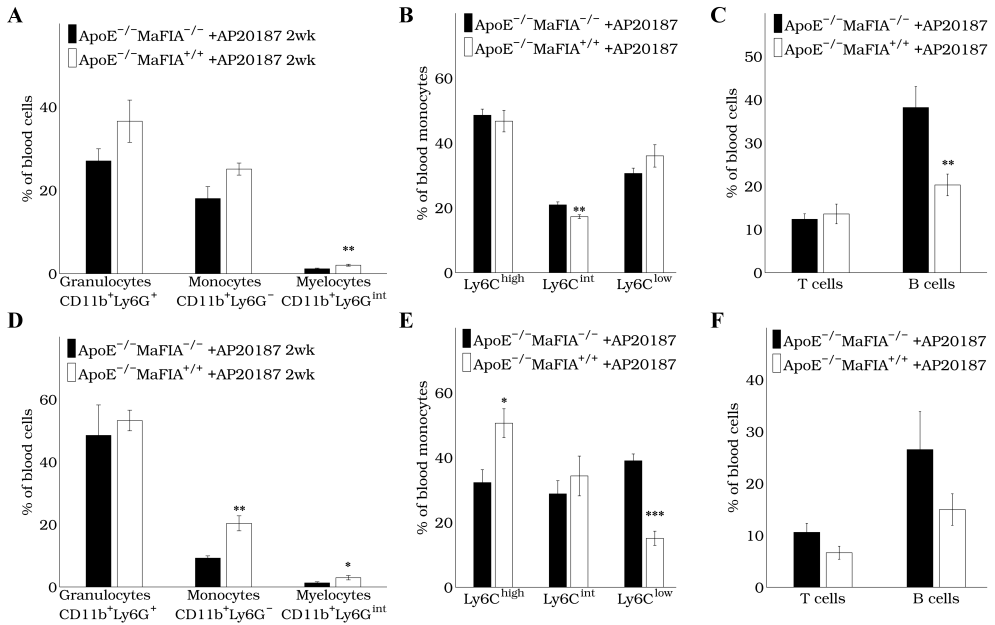 A
ApoE−/−MaFIA−/− +AP20187 2wk
ApoE−/−MaFIA+/+ +AP20187 2wk
% of blood cells
40
20
0
Granulocytes Monocytes Myelocytes
CD11b+Ly6G+ CD11b+Ly6G− CD11b+Ly6Gint
**
B
ApoE−/−MaFIA−/− +AP20187
ApoE−/−MaFIA+/+ +AP20187
% of blood monocytes
60
40
20
0
**
Ly6Chigh Ly6Cint Ly6Clow
C
ApoE−/−MaFIA−/− +AP20187
ApoE−/−MaFIA+/+ +AP20187
% of blood cells
50
40
30
20
10
0
**
T cells B cells
D
ApoE−/−MaFIA−/− +AP20187 2wk
ApoE−/−MaFIA+/+ +AP20187 2wk
% of blood cells
60
40
20
0
**
*
Granulocytes Monocytes Myelocytes
CD11b+Ly6G+ CD11b+Ly6G− CD11b+Ly6Gint
E
ApoE−/−MaFIA−/− +AP20187
ApoE−/−MaFIA+/+ +AP20187
% of blood monocytes
60
40
20
0
*
***
Ly6Chigh Ly6Cint Ly6Clow
F
ApoE−/−MaFIA−/− +AP20187
ApoE−/−MaFIA+/+ +AP20187
% of blood cells
40
30
20
10
0
T cells B cells